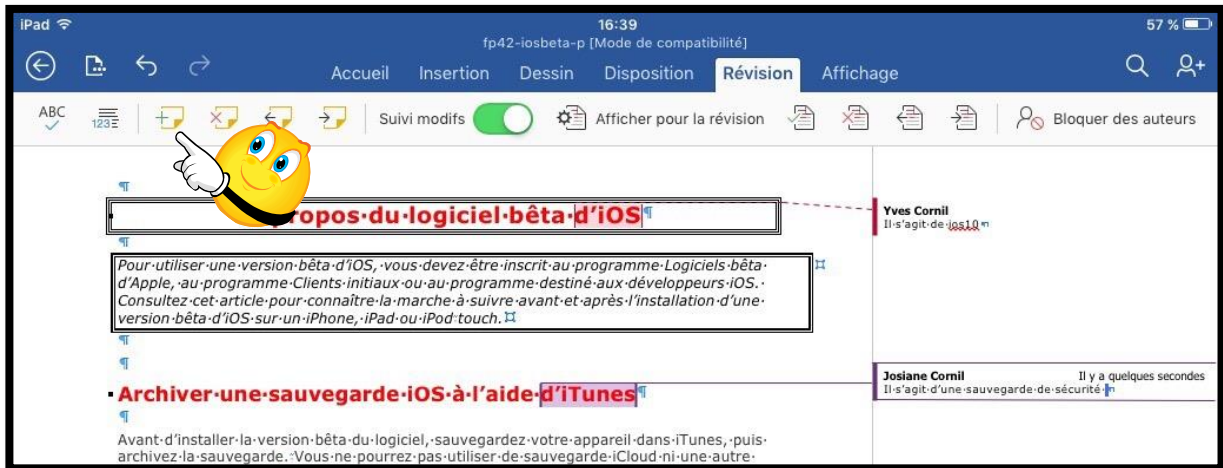 iPad 16:39 57 %
fp42-iosbeta-p [Mode de compatibilité]
Accueil Insertion Dessin Disposition Révision Affichage
ABC 123 Suivi modifs Afficher pour la révision Bloquer des auteurs
ropos·du·logiciel·bêta·d’iOS¶
Yves Cornil
Il·s’agit·de·ios10
Pour·utiliser·une·version·bêta·d’iOS,·vous·devez·être·inscrit·au·programme·Logiciels·bêta·
d’Apple,·au·programme·Clients·initiaux·ou·au·programme·destiné·aux·développeurs·iOS.·
Consultez·cet·article·pour·connaître·la·marche·à·suivre·avant·et·après·l’installation·d’une·
version·bêta·d’iOS·sur·un·iPhone,·iPad·ou·iPod·touch.
Archiver·une·sauvegarde·iOS·à·l’aide·d’iTunes¶
Josiane Cornil Il y a quelques secondes
Il·s’agit·d’une·sauvegarde·de·sécurité·
Avant·d’installer·la·version·bêta·du·logiciel,·sauvegardez·votre·appareil·dans·iTunes,·puis·
archivez·la·sauvegarde.·Vous·ne·pourrez·pas·utiliser·de·sauvegarde·iCloud·ni·une·autre·